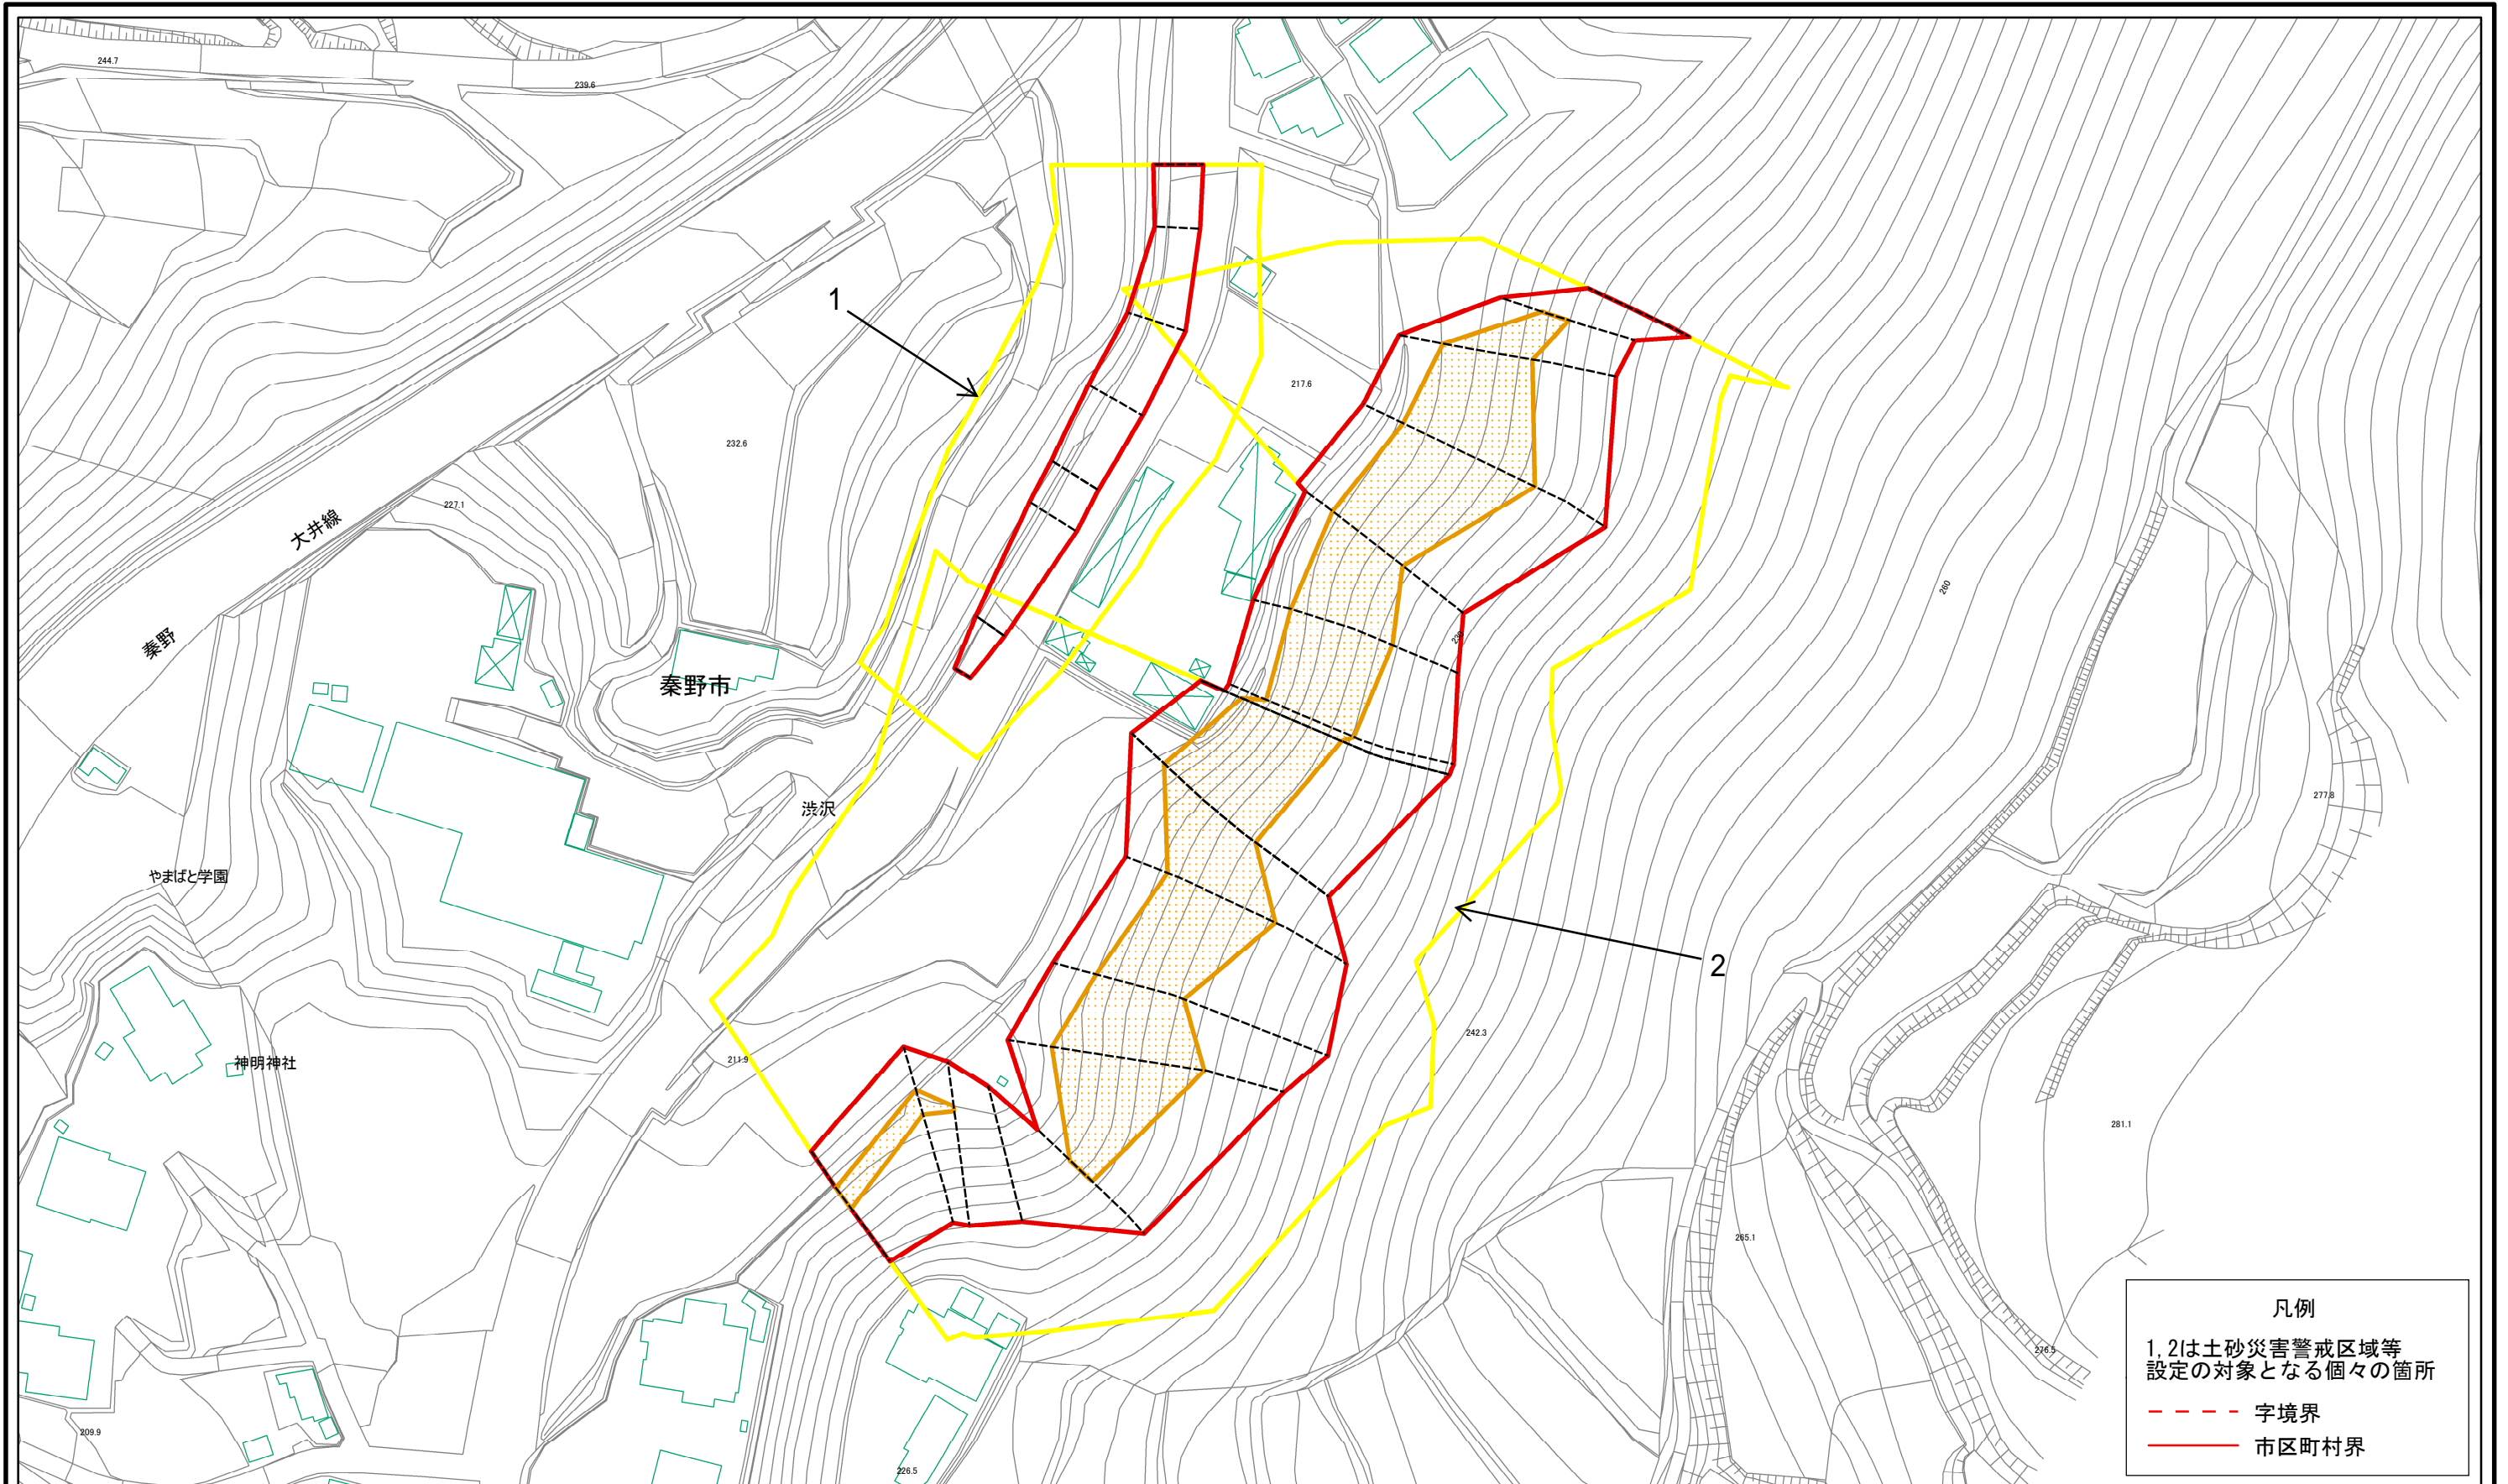 244.7
239.6
1
217.6
232.6
227.1
大井線
秦野
260
230
秦野市
渋沢
277.8
やまばと学園
2
242.3
211.9
神明神社
281.1
265.1
276.5
209.9
226.5
凡例
1,2は土砂災害警戒区域等
設定の対象となる個々の箇所
字境界
市区町村界